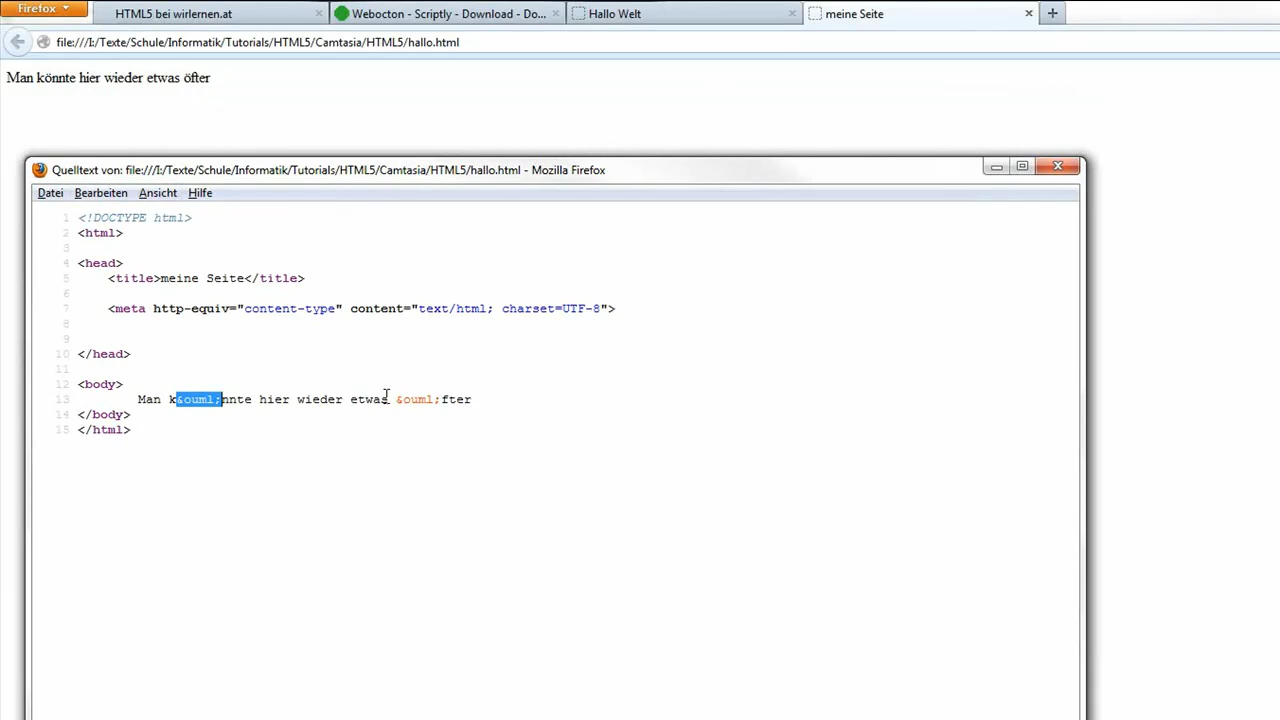 Firefox
HTML5 bei wirlernen.at
Webocton - Scriptly - Download - Do...
Hallo Welt
meine Seite
file:///I:/Texte/Schule/Informatik/Tutorials/HTML5/Camtasia/HTML5/hallo.html
Man könnte hier wieder etwas öfter
Quelltext von: file:///I:/Texte/Schule/Informatik/Tutorials/HTML5/Camtasia/HTML5/hallo.html - Mozilla Firefox
Datei Bearbeiten Ansicht Hilfe
1 <!DOCTYPE html>
2 <html>
3
4 <head>
5 <title>meine Seite</title>
6
7 <meta http-equiv="content-type" content="text/html; charset=UTF-8">
8
9
10 </head>
11
12 <body>
13 Man k&ouml;nnte hier wieder etwas &ouml;fter
14 </body>
15 </html>